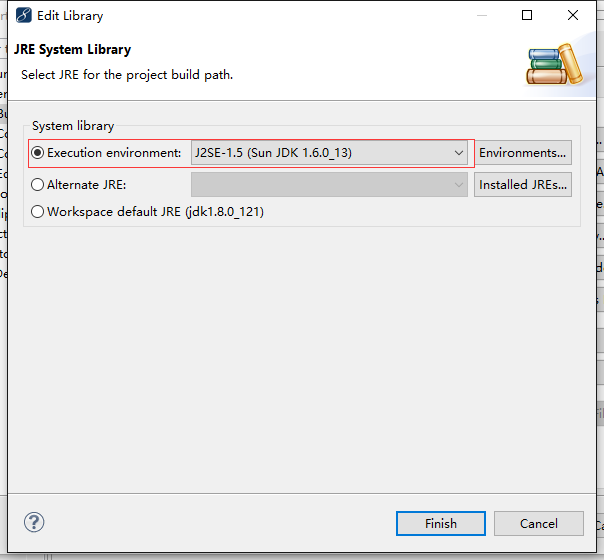 Edit Library
JRE System Library
Select JRE for the project build path.
System library
Execution environment: J2SE-1.5 (Sun JDK 1.6.0_13) Environments...
Alternate JRE: Installed JREs...
Workspace default JRE (jdk1.8.0_121)
? Finish Cancel